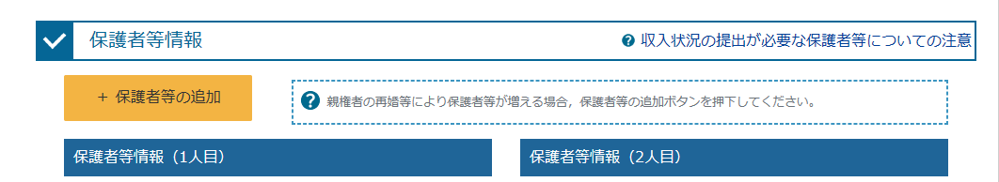 保護者等情報
収入状況の提出が必要な保護者等についての注意
+ 保護者等の追加
親権者の再婚等により保護者等が増える場合，保護者等の追加ボタンを押下してください。
保護者等情報（1人目）
保護者等情報（2人目）